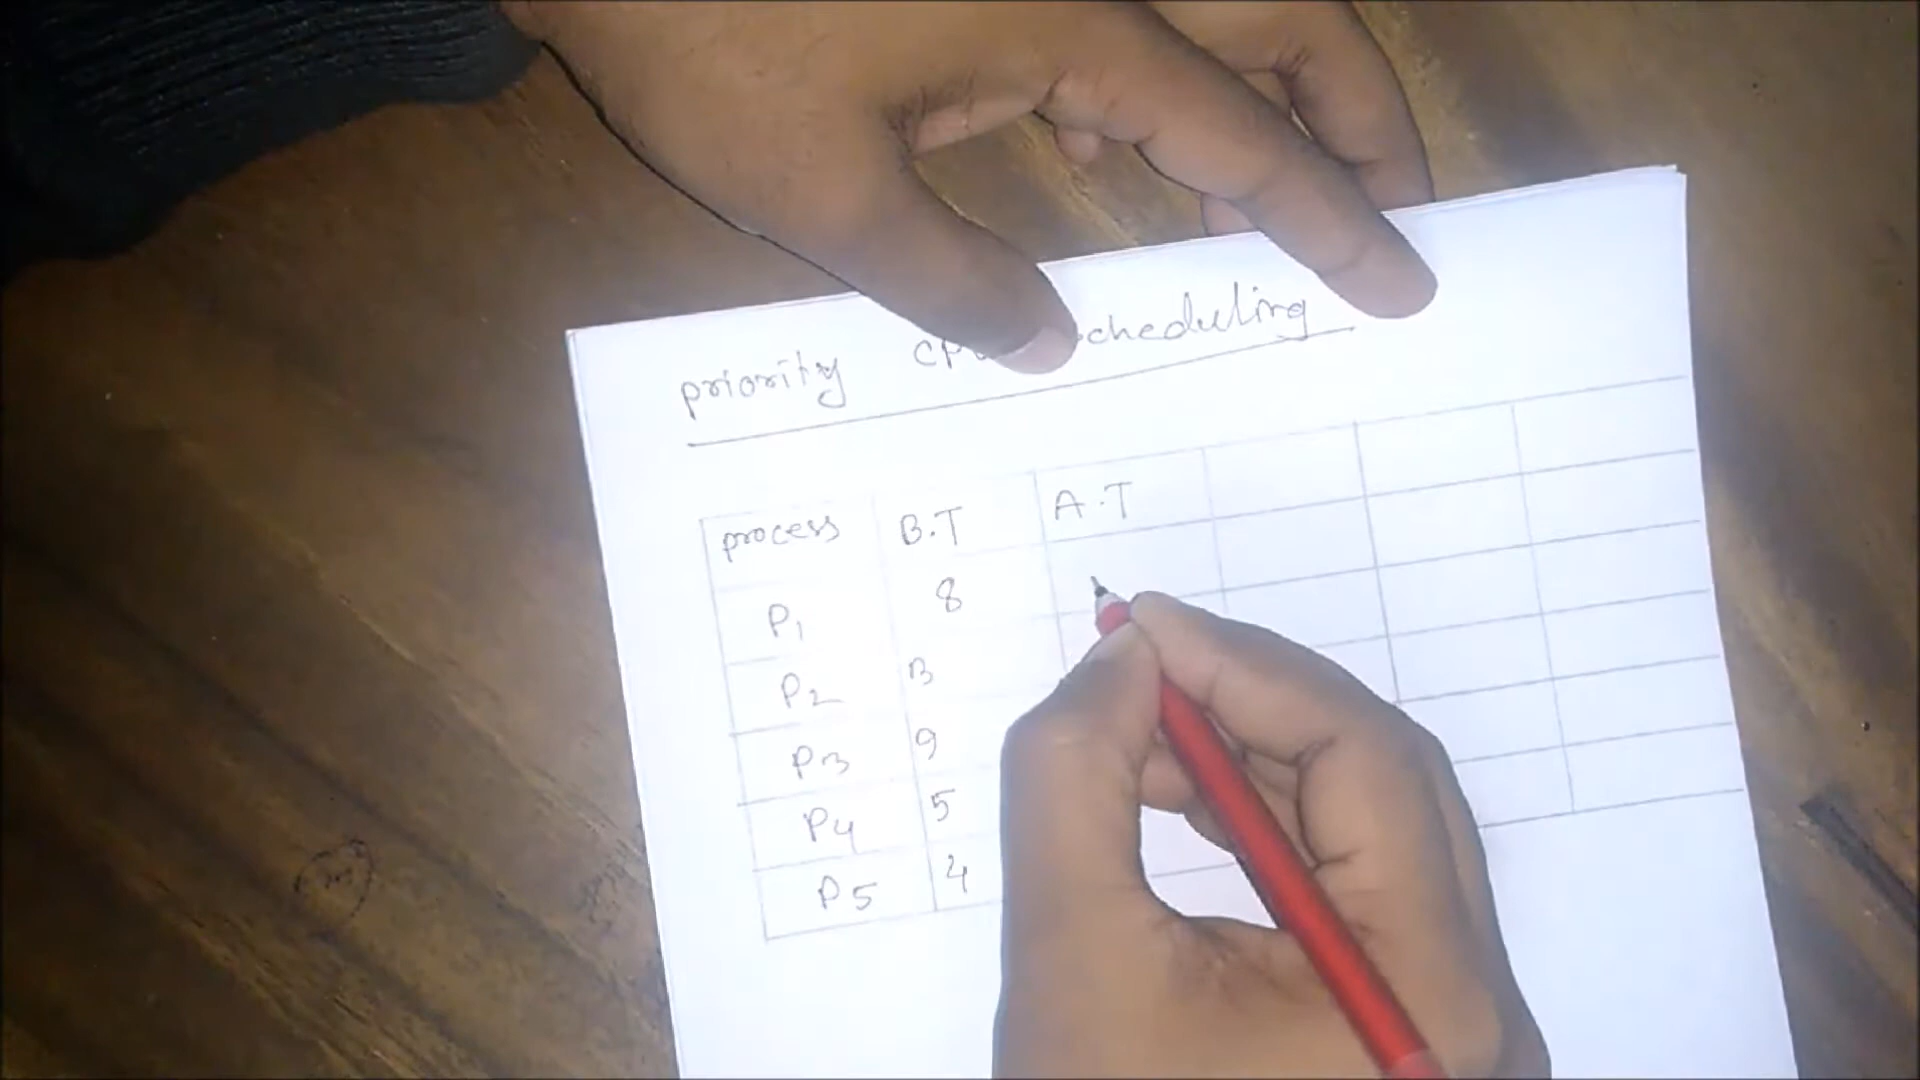 priority scheduling
process B.T A.T
P1 8
P2 3
P3 9
P4 5
P5 4